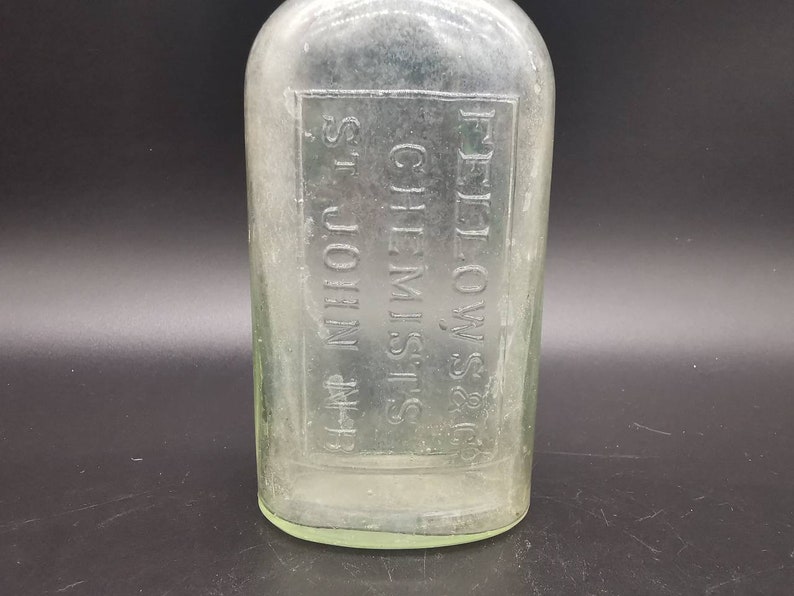 FELLOWS & Cº
CHEMISTS
Sᵀ JOHN N.B